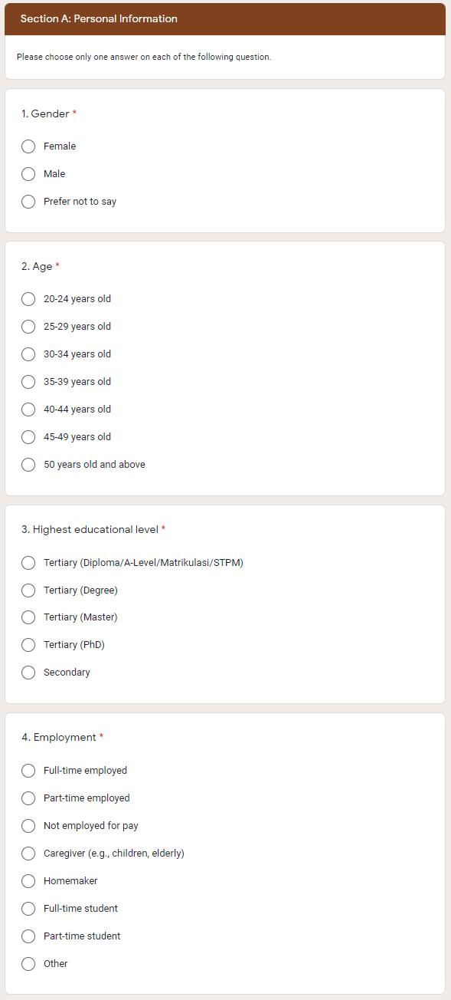 Section A: Personal Information
Please choose only one answer on each of the following question.
1. Gender *
Female
Male
Prefer not to say
2. Age *
20-24 years old
25-29 years old
30-34 years old
35-39 years old
40-44 years old
45-49 years old
50 years old and above
3. Highest educational level *
Tertiary (Diploma/A-Level/Matrikulasi/STPM)
Tertiary (Degree)
Tertiary (Master)
Tertiary (PhD)
Secondary
4. Employment *
Full-time employed
Part-time employed
Not employed for pay
Caregiver (e.g., children, elderly)
Homemaker
Full-time student
Part-time student
Other